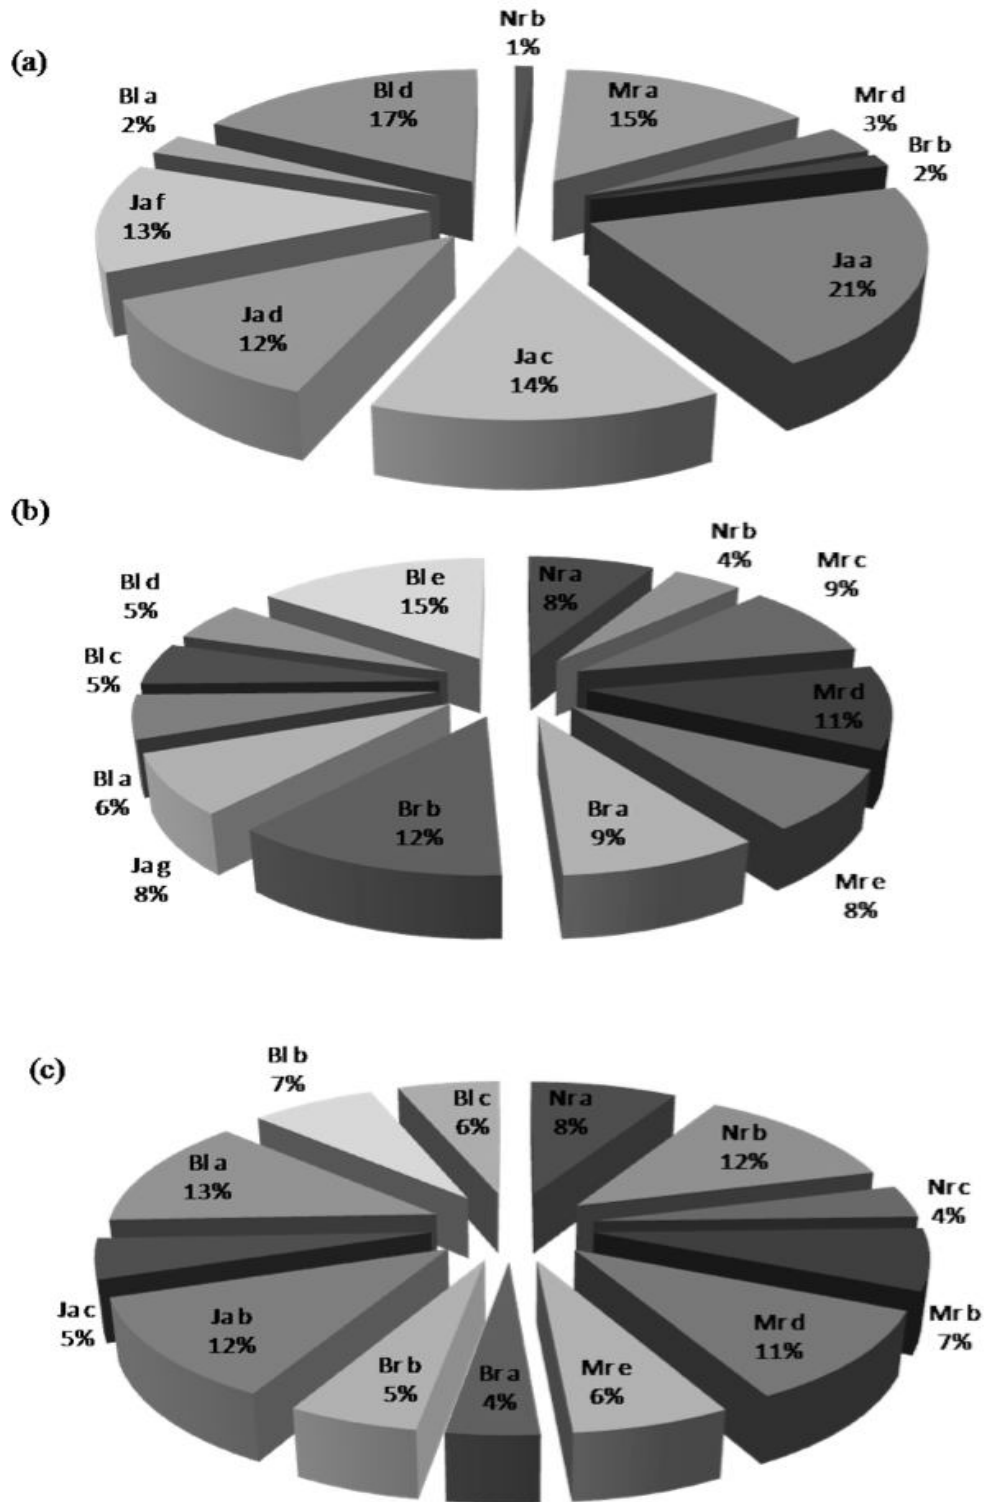 (a)
Nrb
1%
Mra
15%
Mrd
3%
Brb
2%
Jaa
21%
Jac
14%
Jad
12%
Jaf
13%
Bla
2%
Bld
17%
(b)
Nra
8%
Nrb
4%
Mrc
9%
Mrd
11%
Mre
8%
Bra
9%
Brb
12%
Jag
8%
Bla
6%
Blc
5%
Bld
5%
Ble
15%
(c)
Nra
8%
Nrb
12%
Nrc
4%
Mrb
7%
Mrd
11%
Mre
6%
Bra
4%
Brb
5%
Jab
12%
Jac
5%
Bla
13%
Blb
7%
Blc
6%